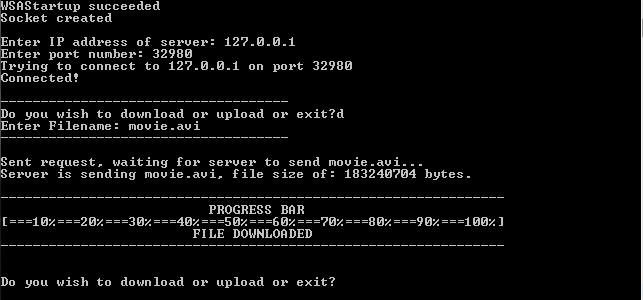 WSAStartup succeeded
Socket created
Enter IP address of server: 127.0.0.1
Enter port number: 32980
Trying to connect to 127.0.0.1 on port 32980
Connected!
------------------------------------
Do you wish to download or upload or exit?d
Enter Filename: movie.avi
------------------------------------
Sent request, waiting for server to send movie.avi...
Server is sending movie.avi, file size of: 183240704 bytes.
---------------------------------------------------------------
PROGRESS BAR
[===10%===20%===30%===40%===50%===60%===70%===80%===90%===100%]
FILE DOWNLOADED
---------------------------------------------------------------
Do you wish to download or upload or exit?